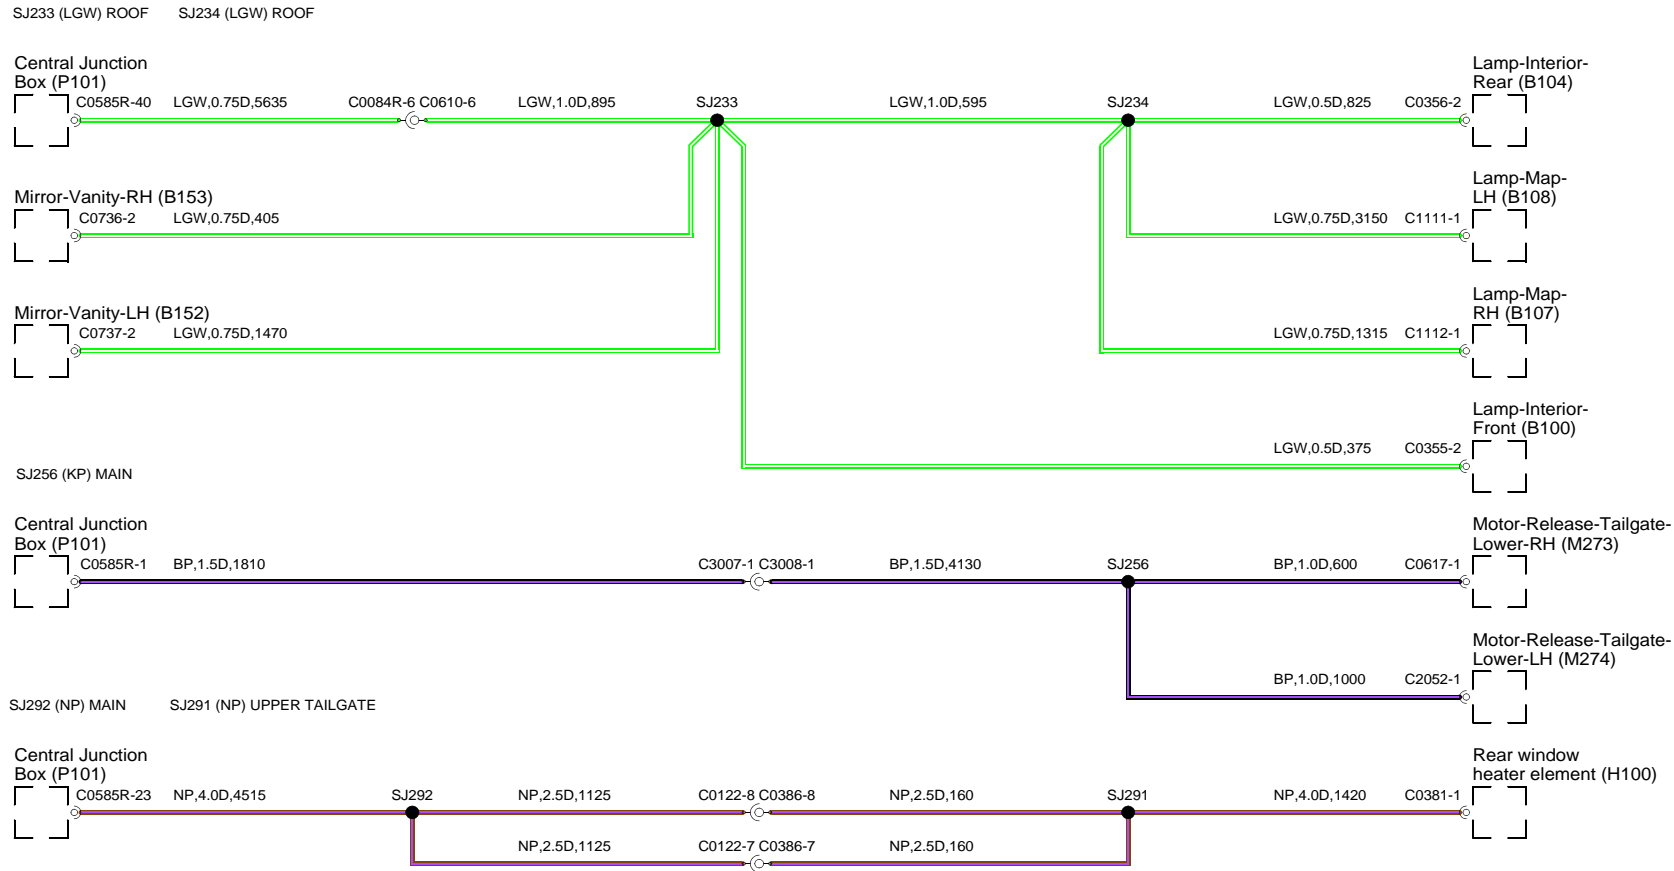 SJ233 (LGW) ROOF SJ234 (LGW) ROOF
Central Junction
Box (P101)
C0585R-40 LGW,0.75D,5635 C0084R-6 C0610-6 LGW,1.0D,895 SJ233 LGW,1.0D,595 SJ234 LGW,0.5D,825 C0356-2
Lamp-Interior-
Rear (B104)
Mirror-Vanity-RH (B153)
C0736-2 LGW,0.75D,405
Lamp-Map-
LH (B108)
LGW,0.75D,3150 C1111-1
Mirror-Vanity-LH (B152)
C0737-2 LGW,0.75D,1470
Lamp-Map-
RH (B107)
LGW,0.75D,1315 C1112-1
Lamp-Interior-
Front (B100)
LGW,0.5D,375 C0355-2
SJ256 (KP) MAIN
Central Junction
Box (P101)
C0585R-1 BP,1.5D,1810 C3007-1 C3008-1 BP,1.5D,4130 SJ256 BP,1.0D,600 C0617-1
Motor-Release-Tailgate-
Lower-RH (M273)
Motor-Release-Tailgate-
Lower-LH (M274)
BP,1.0D,1000 C2052-1
SJ292 (NP) MAIN SJ291 (NP) UPPER TAILGATE
Central Junction
Box (P101)
C0585R-23 NP,4.0D,4515 SJ292 NP,2.5D,1125 C0122-8 C0386-8 NP,2.5D,160 SJ291 NP,4.0D,1420 C0381-1
Rear window
heater element (H100)
NP,2.5D,1125 C0122-7 C0386-7 NP,2.5D,160